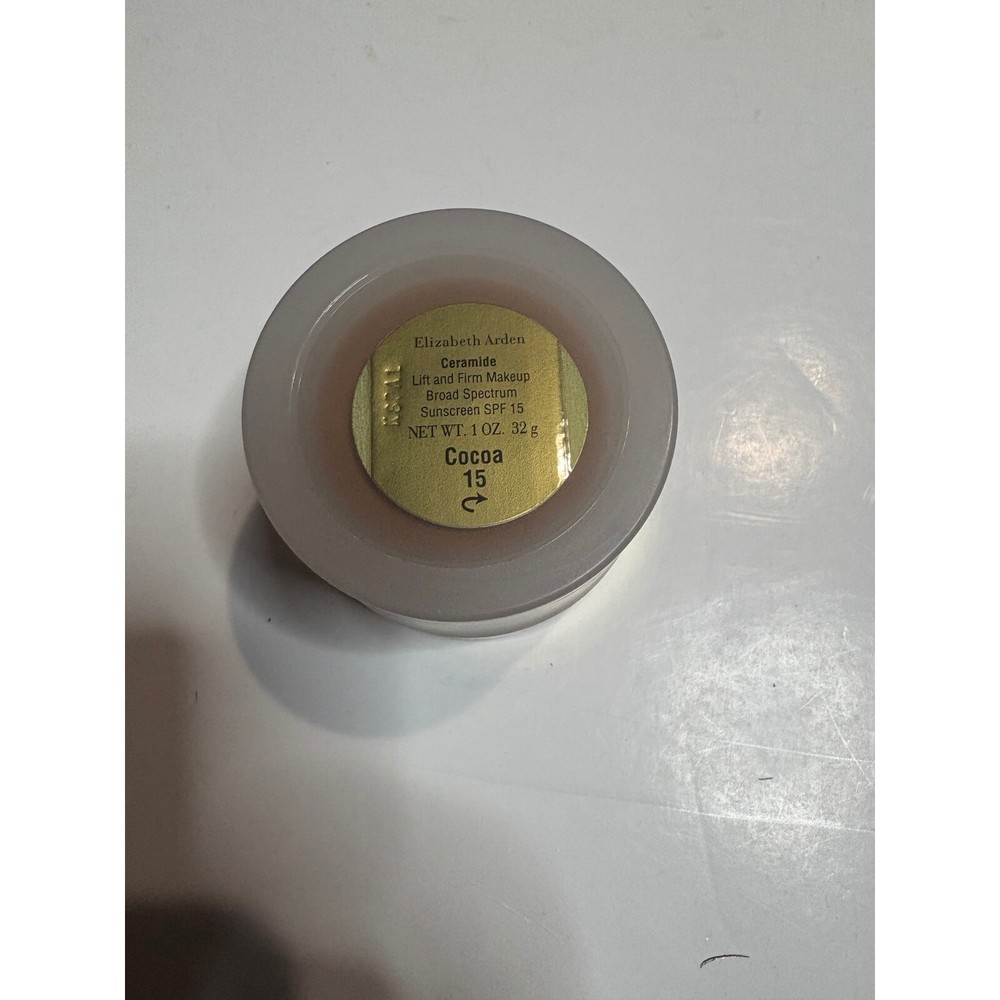 Elizabeth Arden
Ceramide
Lift and Firm Makeup
Broad Spectrum
Sunscreen SPF 15
NET WT. 1 OZ. 32 g
Cocoa
15